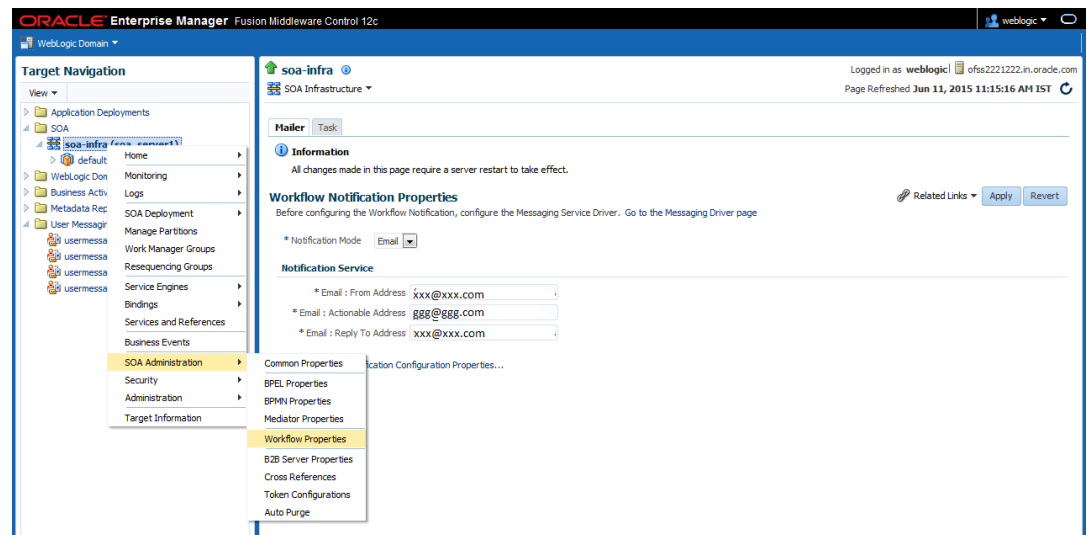 ORACLE Enterprise Manager Fusion Middleware Control 12c
weblogic
WebLogic Domain
Target Navigation
View
Application Deployments
SOA
soa-infra (soa_server1)
default
WebLogic Dom
Business Activ
Metadata Rep
User Messagin
usermessa
usermessa
usermessa
usermessa
Home
Monitoring
Logs
SOA Deployment
Manage Partitions
Work Manager Groups
Resequencing Groups
Service Engines
Bindings
Services and References
Business Events
SOA Administration
Security
Administration
Target Information
Common Properties
BPEL Properties
BPMN Properties
Mediator Properties
Workflow Properties
B2B Server Properties
Cross References
Token Configurations
Auto Purge
soa-infra
SOA Infrastructure
Logged in as weblogic| ofss2221222.in.oracle.com
Page Refreshed Jun 11, 2015 11:15:16 AM IST
Mailer Task
Information
All changes made in this page require a server restart to take effect.
Workflow Notification Properties
Related Links Apply Revert
Before configuring the Workflow Notification, configure the Messaging Service Driver. Go to the Messaging Driver page
* Notification Mode Email
Notification Service
* Email : From Address xxx@xxx.com
* Email : Actionable Address ggg@ggg.com
* Email : Reply To Address xxx@xxx.com
ification Configuration Properties...